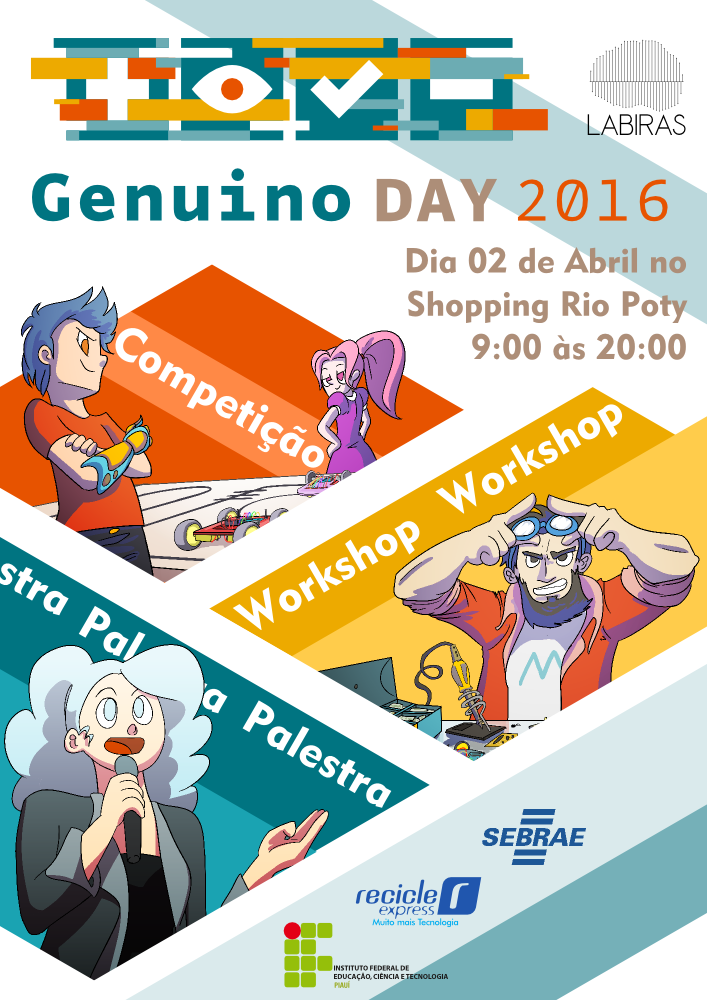 LABIRAS
Genuino DAY 2016
Dia 02 de Abril no
Shopping Rio Poty
9:00 às 20:00
Competição
Workshop Workshop
stra Palestra Palestra
SEBRAE
recicle r
express
Muito mais Tecnologia
INSTITUTO FEDERAL DE
EDUCAÇÃO, CIÊNCIA E TECNOLOGIA
PIAUÍ